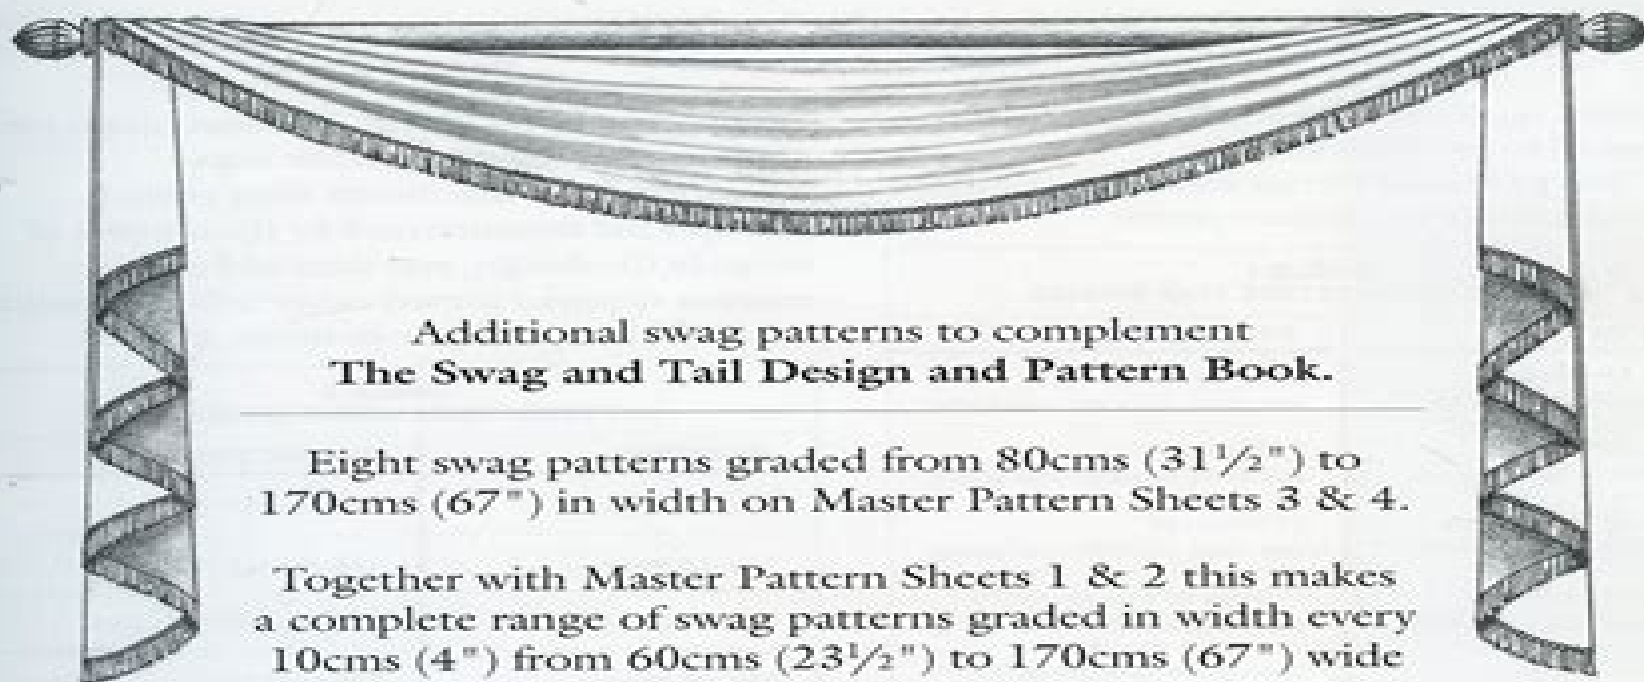 Additional swag patterns to complement
The Swag and Tail Design and Pattern Book.
Eight swag patterns graded from 80cms (31½") to
170cms (67") in width on Master Pattern Sheets 3 & 4.
Together with Master Pattern Sheets 1 & 2 this makes
a complete range of swag patterns graded in width every
10cms (4") from 60cms (23½") to 170cms (67") wide